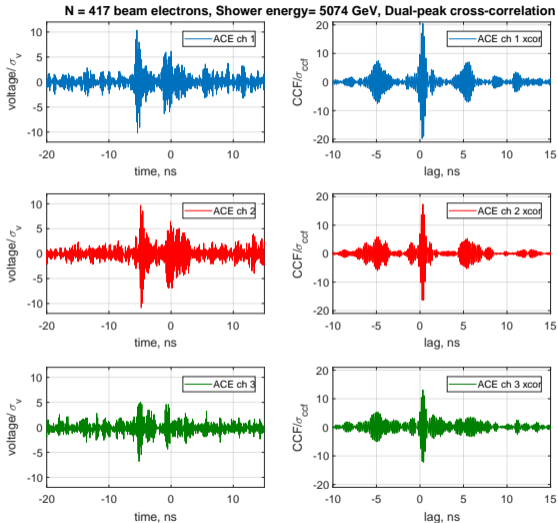 N = 417 beam electrons, Shower energy= 5074 GeV, Dual-peak cross-correlation
10
5
0
-5
-10
voltage/σv
ACE ch 1
-20 -10 0 10
time, ns
20
10
0
-10
-20
CCF/σccf
ACE ch 1 xcor
-10 -5 0 5 10 15
lag, ns
10
5
0
-5
-10
voltage/σv
ACE ch 2
-20 -10 0 10
time, ns
20
10
0
-10
-20
CCF/σccf
ACE ch 2 xcor
-10 -5 0 5 10 15
lag, ns
10
5
0
-5
-10
voltage/σv
ACE ch 3
-20 -10 0 10
time, ns
20
10
0
-10
-20
CCF/σccf
ACE ch 3 xcor
-10 -5 0 5 10 15
lag, ns